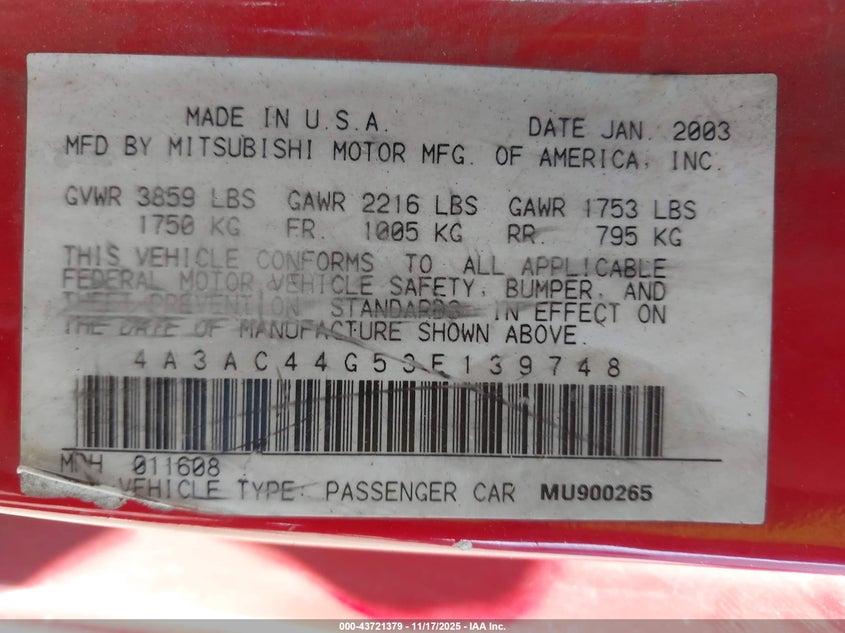 MADE IN U.S.A. DATE JAN. 2003
MFD BY MITSUBISHI MOTOR MFG. OF AMERICA, INC.
GVWR 3859 LBS GAWR 2216 LBS GAWR 1753 LBS
1750 KG FR. 1005 KG RR. 795 KG
THIS VEHICLE CONFORMS TO ALL APPLICABLE
FEDERAL MOTOR VEHICLE SAFETY, BUMPER, AND
THEFT PREVENTION STANDARDS IN EFFECT ON
THE DATE OF MANUFACTURE SHOWN ABOVE.
4A3AC44G53E139748
011608
VEHICLE TYPE: PASSENGER CAR MU900265
000-43721379 - 11/17/2025 - IAA Inc.